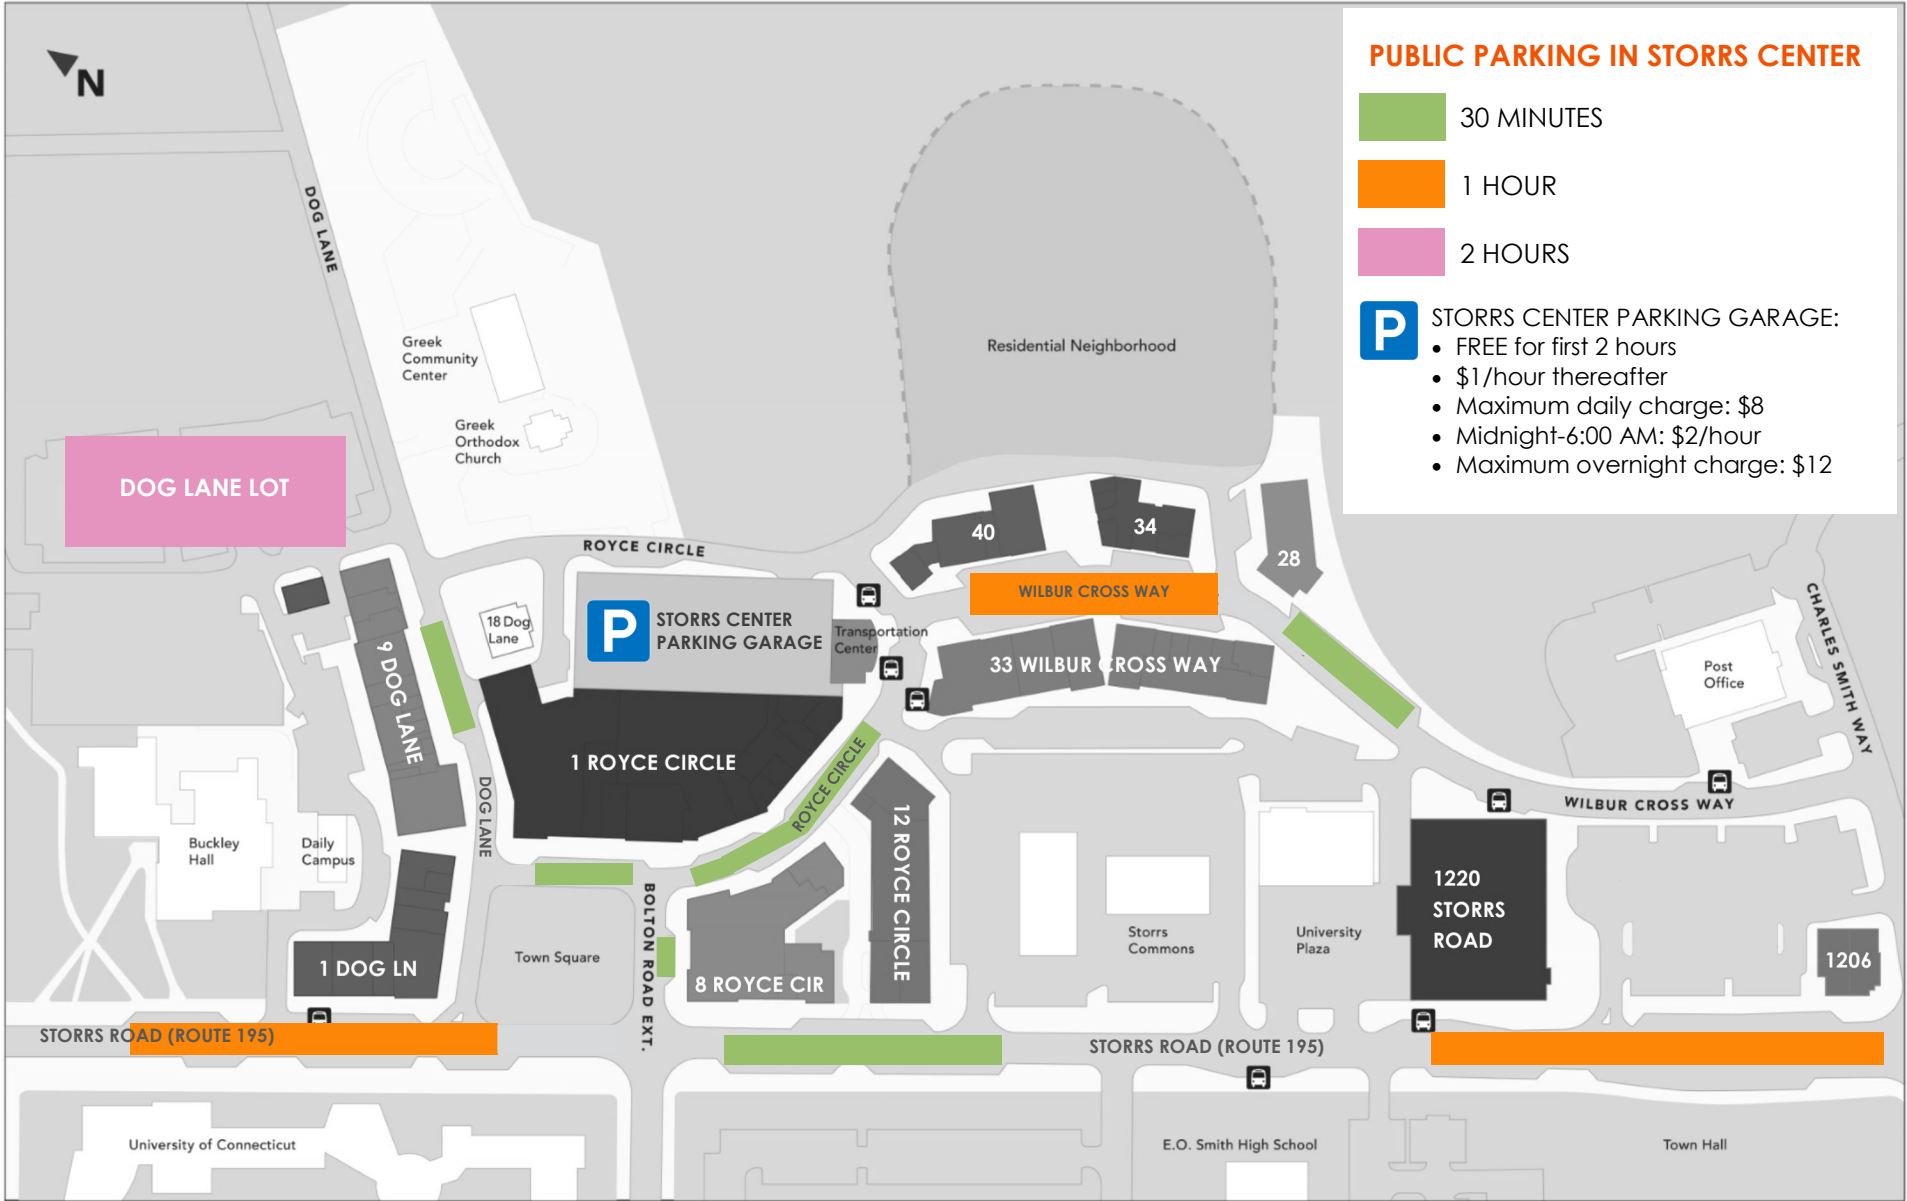 N
PUBLIC PARKING IN STORRS CENTER
30 MINUTES
1 HOUR
2 HOURS
P
STORRS CENTER PARKING GARAGE:
• FREE for first 2 hours
• $1/hour thereafter
• Maximum daily charge: $8
• Midnight-6:00 AM: $2/hour
• Maximum overnight charge: $12
DOG LANE
Greek
Community
Center
Greek
Orthodox
Church
Residential Neighborhood
DOG LANE LOT
ROYCE CIRCLE
40
34
28
WILBUR CROSS WAY
18 Dog
Lane
P
STORRS CENTER
PARKING GARAGE
Transportation
Center
33 WILBUR CROSS WAY
Post
Office
CHARLES SMITH WAY
9 DOG LANE
1 ROYCE CIRCLE
ROYCE CIRCLE
DOG LANE
12 ROYCE CIRCLE
WILBUR CROSS WAY
Buckley
Hall
Daily
Campus
1220
STORRS
ROAD
BOLTON ROAD EXT.
Town Square
1 DOG LN
8 ROYCE CIR
Storrs
Commons
University
Plaza
1206
STORRS ROAD (ROUTE 195)
STORRS ROAD (ROUTE 195)
University of Connecticut
E.O. Smith High School
Town Hall